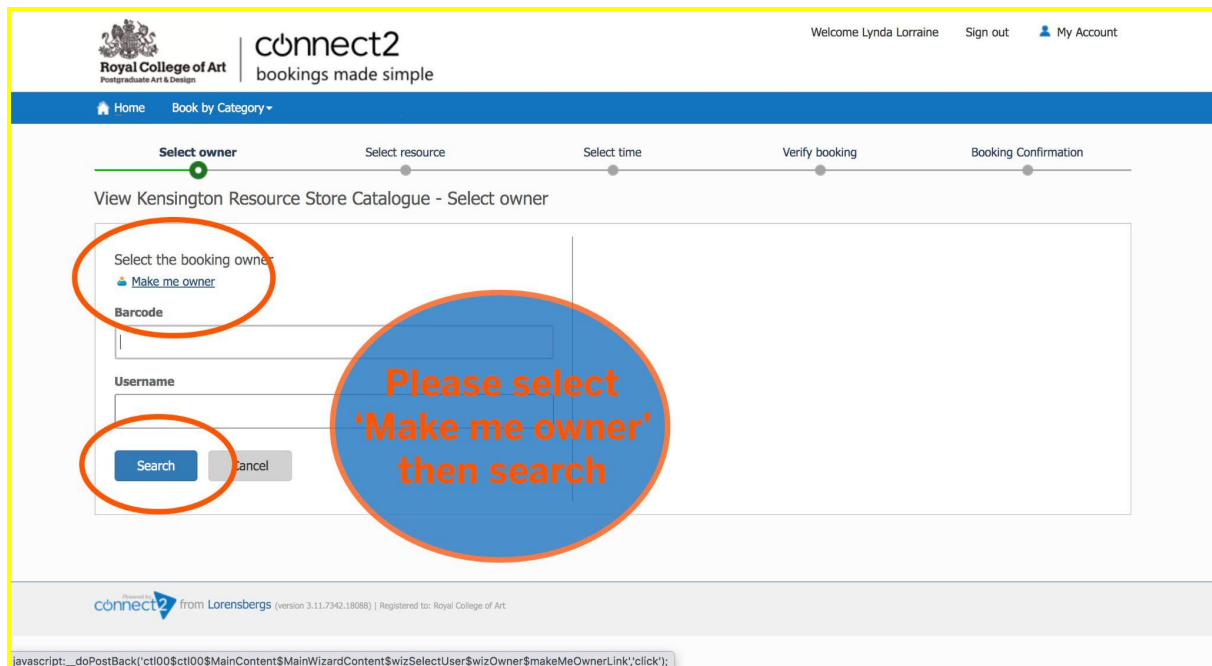 Royal College of Art
Postgraduate Art & Design
connect2
bookings made simple
Welcome Lynda Lorraine Sign out My Account
Home Book by Category
Select owner Select resource Select time Verify booking Booking Confirmation
View Kensington Resource Store Catalogue - Select owner
Select the booking owner
Make me owner
Barcode
Username
Search Cancel
Please select
‘Make me owner’
then search
Powered by
connect2 from Lorensbergs (version 3.11.7342.18088) | Registered to: Royal College of Art
javascript:__doPostBack('ctl00$ctl00$MainContent$MainWizardContent$wizSelectUser$wizOwner$makeMeOwnerLink','click');